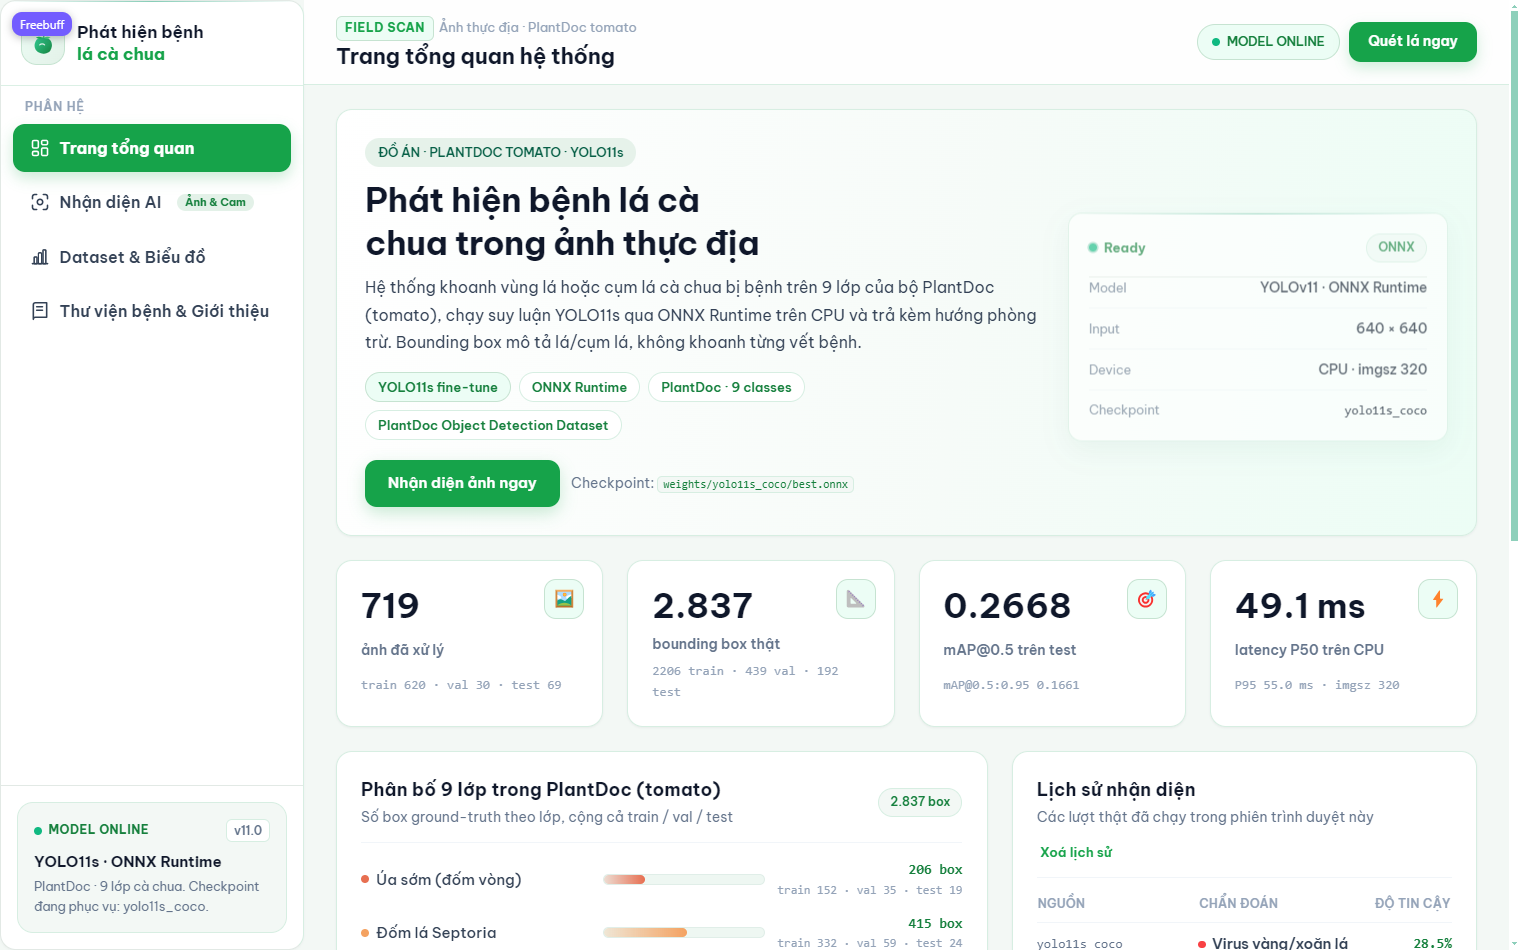 Freebuff
Phát hiện bệnh
lá cà chua
PHÂN HỆ
Trang tổng quan
Nhận diện AI
Ảnh & Cam
Dataset & Biểu đồ
Thư viện bệnh & Giới thiệu
MODEL ONLINE
v11.0
YOLO11s · ONNX Runtime
PlantDoc · 9 lớp cà chua. Checkpoint
đang phục vụ: yolo11s_coco.
FIELD SCAN Ảnh thực địa · PlantDoc tomato
Trang tổng quan hệ thống
MODEL ONLINE
Quét lá ngay
ĐỒ ÁN · PLANTDOC TOMATO · YOLO11s
Phát hiện bệnh lá cà
chua trong ảnh thực địa
Hệ thống khoanh vùng lá hoặc cụm lá cà chua bị bệnh trên 9 lớp của bộ PlantDoc
(tomato), chạy suy luận YOLO11s qua ONNX Runtime trên CPU và trả kèm hướng phòng
trừ. Bounding box mô tả lá/cụm lá, không khoanh từng vết bệnh.
YOLO11s fine-tune
ONNX Runtime
PlantDoc · 9 classes
PlantDoc Object Detection Dataset
Nhận diện ảnh ngay
Checkpoint: weights/yolo11s_coco/best.onnx
Ready
ONNX
Model YOLOv11 · ONNX Runtime
Input 640 × 640
Device CPU · imgsz 320
Checkpoint yolo11s_coco
719
ảnh đã xử lý
train 620 · val 30 · test 69
2.837
bounding box thật
2206 train · 439 val · 192
test
0.2668
mAP@0.5 trên test
mAP@0.5:0.95 0.1661
49.1 ms
latency P50 trên CPU
P95 55.0 ms · imgsz 320
Phân bố 9 lớp trong PlantDoc (tomato)
Số box ground-truth theo lớp, cộng cả train / val / test
2.837 box
Úa sớm (đốm vòng)
206 box
train 152 · val 35 · test 19
Đốm lá Septoria
415 box
train 332 · val 59 · test 24
Lịch sử nhận diện
Các lượt thật đã chạy trong phiên trình duyệt này
Xoá lịch sử
NGUỒN CHẨN ĐOÁN ĐỘ TIN CẬY
yolo11s_coco Virus vàng/xoăn lá 28.5%